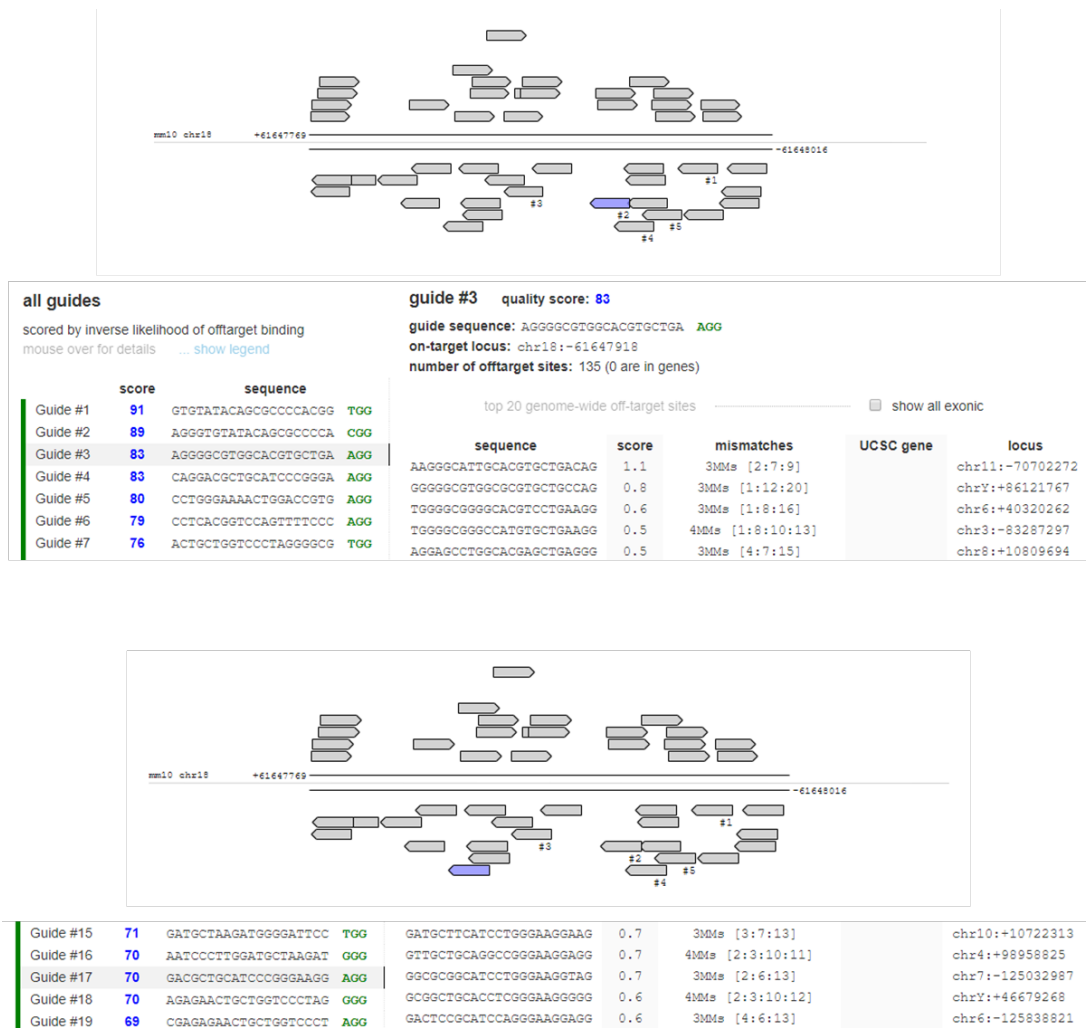 mm10 chr18 +61647769
-61648016
#1
#3
#2
#5
#4
all guides
scored by inverse likelihood of offtarget binding
mouse over for details ... show legend
score sequence
Guide #1 91 GTGTATACAGCGCCCCACGG TGG
Guide #2 89 AGGGTGTATACAGCGCCCCA CGG
Guide #3 83 AGGGGCGTGGCACGTGCTGA AGG
Guide #4 83 CAGGACGCTGCATCCCGGGA AGG
Guide #5 80 CCTGGGAAAACTGGACCGTG AGG
Guide #6 79 CCTCACGGTCCAGTTTTCCC AGG
Guide #7 76 ACTGCTGGTCCCTAGGGGCG TGG
guide #3 quality score: 83
guide sequence: AGGGGCGTGGCACGTGCTGA AGG
on-target locus: chr18:-61647918
number of offtarget sites: 135 (0 are in genes)
top 20 genome-wide off-target sites show all exonic
sequence score mismatches UCSC gene locus
AAGGGCATTGCACGTGCTGACAG 1.1 3MMs [2:7:9] chr11:-70702272
GGGGGCGTGGCGCGTGCTGCCAG 0.8 3MMs [1:12:20] chrY:+86121767
TGGGGCGGGGCACGTCCTGAAGG 0.6 3MMs [1:8:16] chr6:+40320262
TGGGGCGGGCCATGTGCTGAAGG 0.5 4MMs [1:8:10:13] chr3:-83287297
AGGAGCCTGGCACGAGCTGAGGG 0.5 3MMs [4:7:15] chr8:+10809694
mm10 chr18 +61647769
-61648016
#1
#3
#2
#5
#4
Guide #15 71 GATGCTAAGATGGGGATTCC TGG GATGCTTCATCCTGGGAAGGAAG 0.7 3MMs [3:7:13] chr10:+10722313
Guide #16 70 AATCCCTTGGATGCTAAGAT GGG GTTGCTGCAGGCCGGGAAGGAGG 0.7 4MMs [2:3:10:11] chr4:+98958825
Guide #17 70 GACGCTGCATCCCGGGAAGG AGG GGCGCGGCATCCTGGGAAGGTAG 0.7 3MMs [2:6:13] chr7:-125032987
Guide #18 70 AGAGAACTGCTGGTCCCTAG GGG GCGGCTGCACCTCGGGAAGGGGG 0.6 4MMs [2:3:10:12] chrY:+46679268
Guide #19 69 CGAGAGAACTGCTGGTCCCT AGG GACTCCGCATCCAGGGAAGGAGG 0.6 3MMs [4:6:13] chr6:-125838821